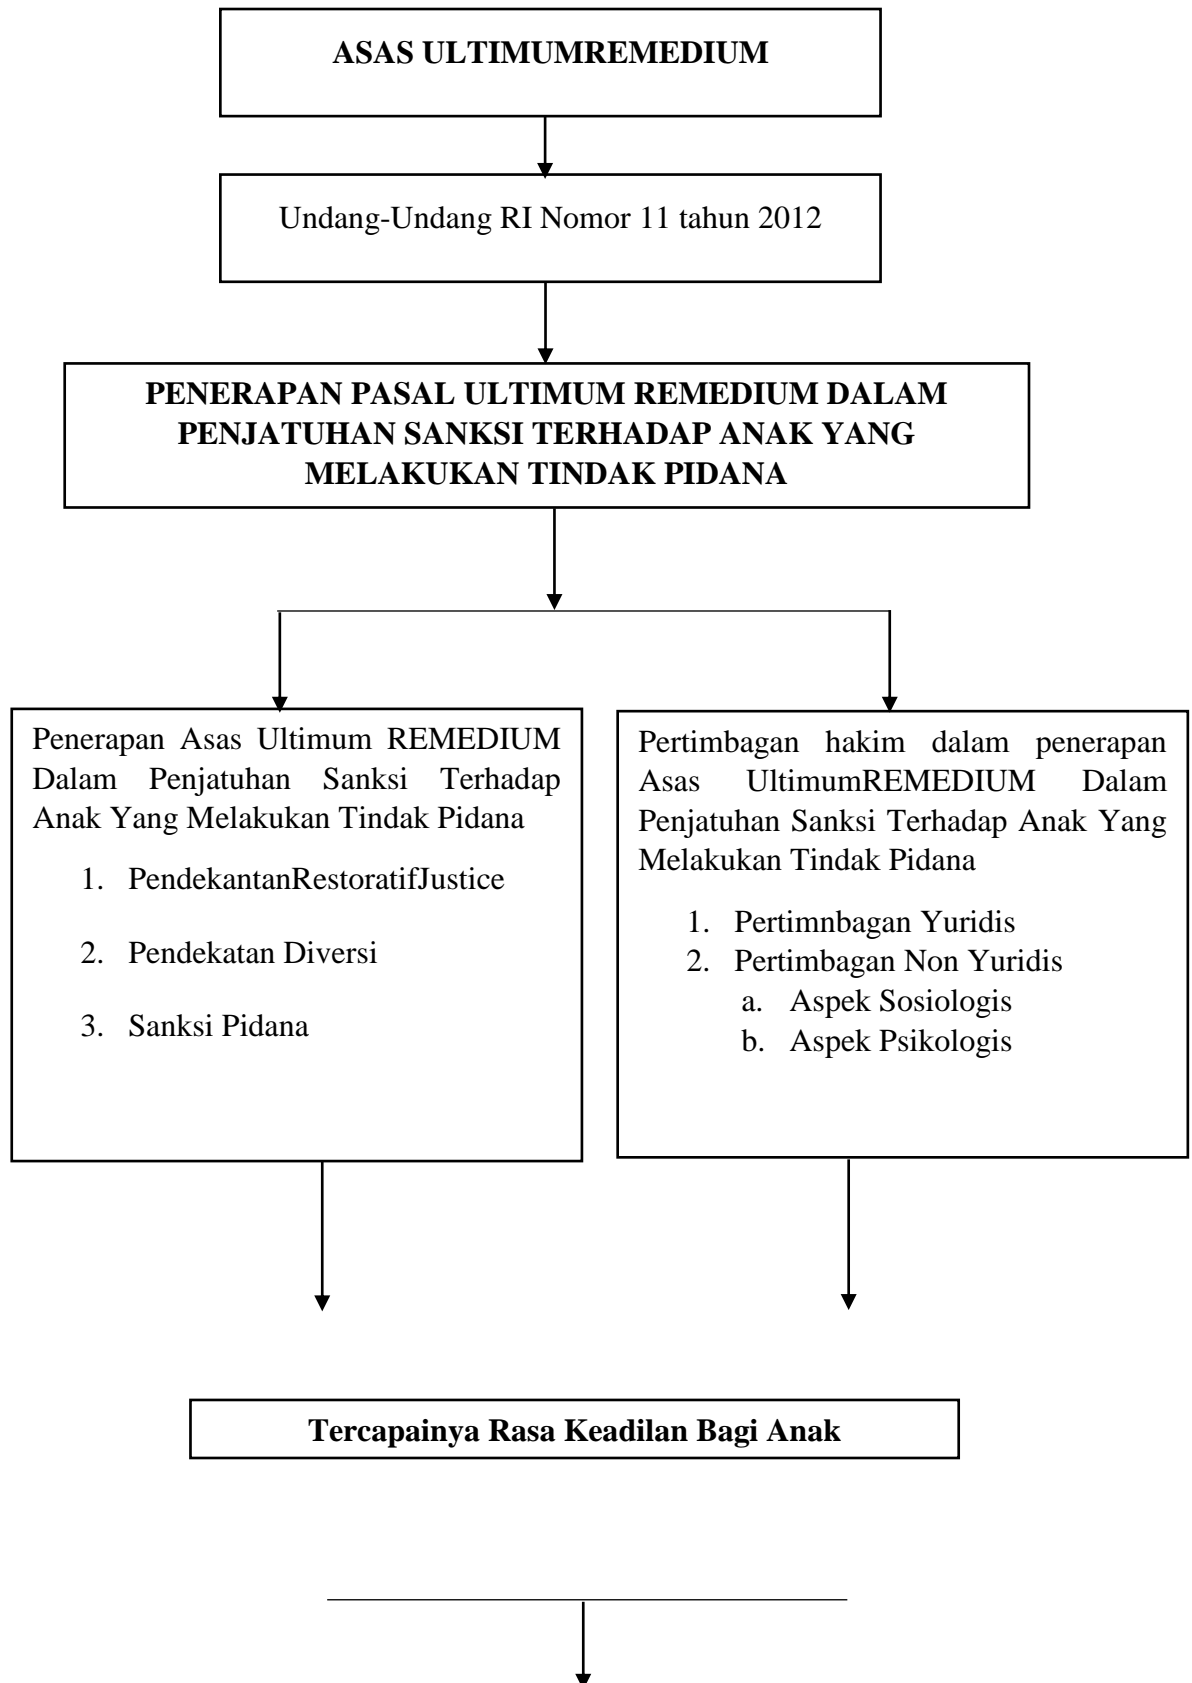 ASAS ULTIMUMREMEDIUM
Undang-Undang RI Nomor 11 tahun 2012
PENERAPAN PASAL ULTIMUM REMEDIUM DALAM
PENJATUHAN SANKSI TERHADAP ANAK YANG
MELAKUKAN TINDAK PIDANA
Penerapan Asas Ultimum REMEDIUM
Dalam Penjatuhan Sanksi Terhadap
Anak Yang Melakukan Tindak Pidana
1. PendekantanRestoratifJustice
2. Pendekatan Diversi
3. Sanksi Pidana
Pertimbagan hakim dalam penerapan
Asas UltimumREMEDIUM Dalam
Penjatuhan Sanksi Terhadap Anak Yang
Melakukan Tindak Pidana
1. Pertimnbagan Yuridis
2. Pertimbagan Non Yuridis
a. Aspek Sosiologis
b. Aspek Psikologis
Tercapainya Rasa Keadilan Bagi Anak